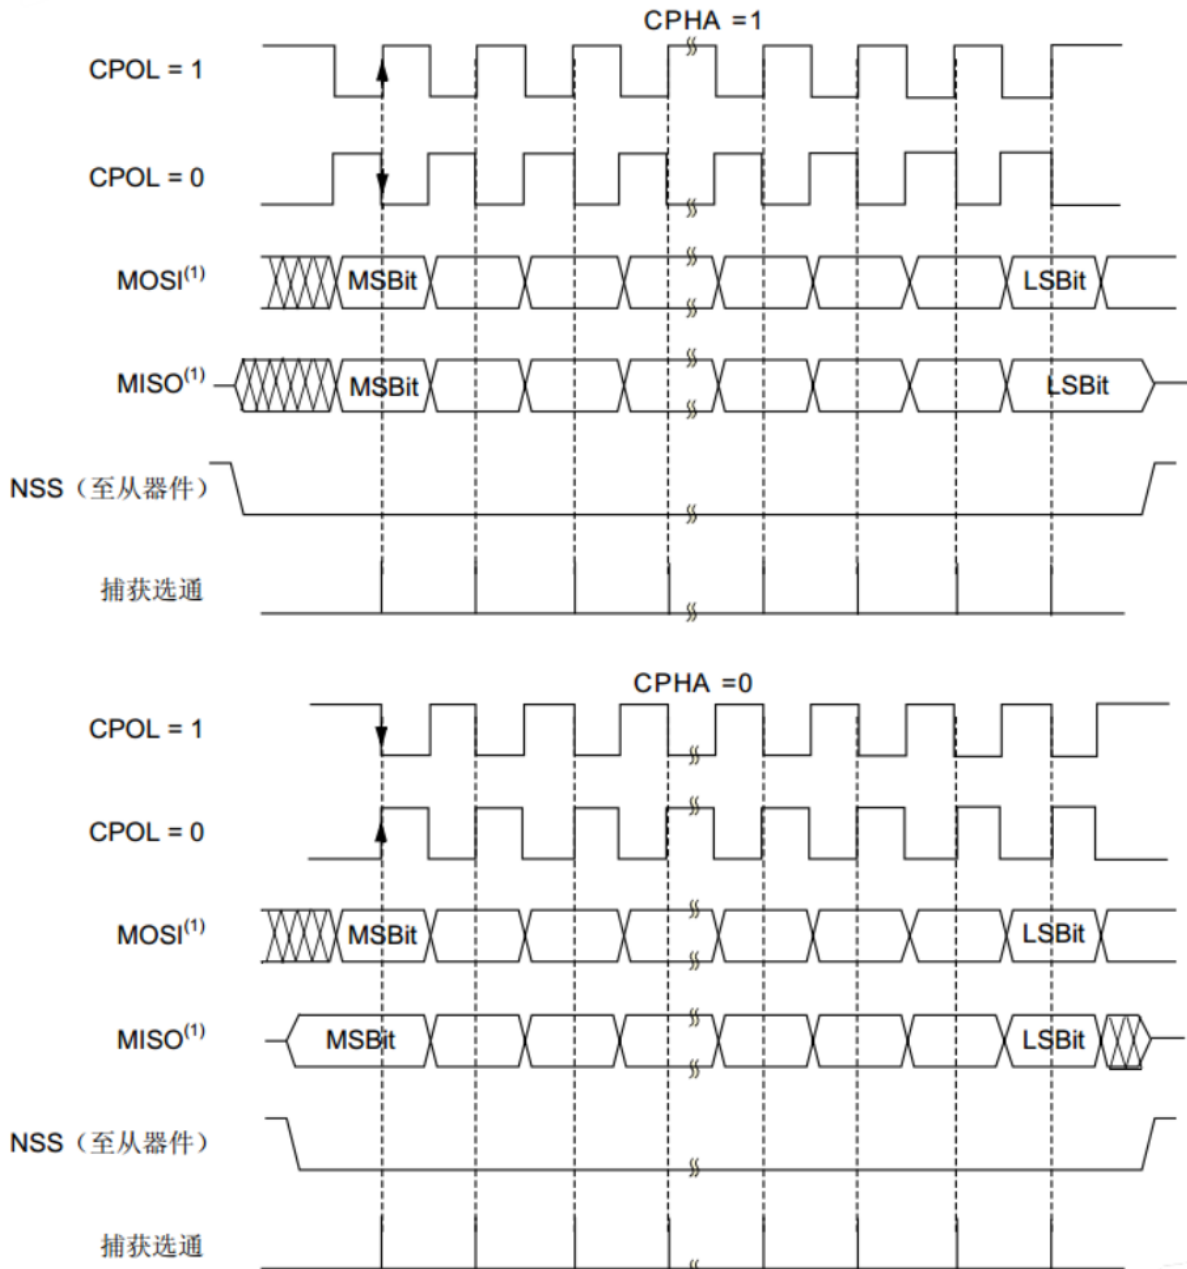 CPHA =1
CPOL = 1
CPOL = 0
MOSI(1) MSBit LSBit
MISO(1) MSBit LSBit
NSS（至从器件）
捕获选通
CPHA =0
CPOL = 1
CPOL = 0
MOSI(1) MSBit LSBit
MISO(1) MSBit LSBit
NSS（至从器件）
捕获选通